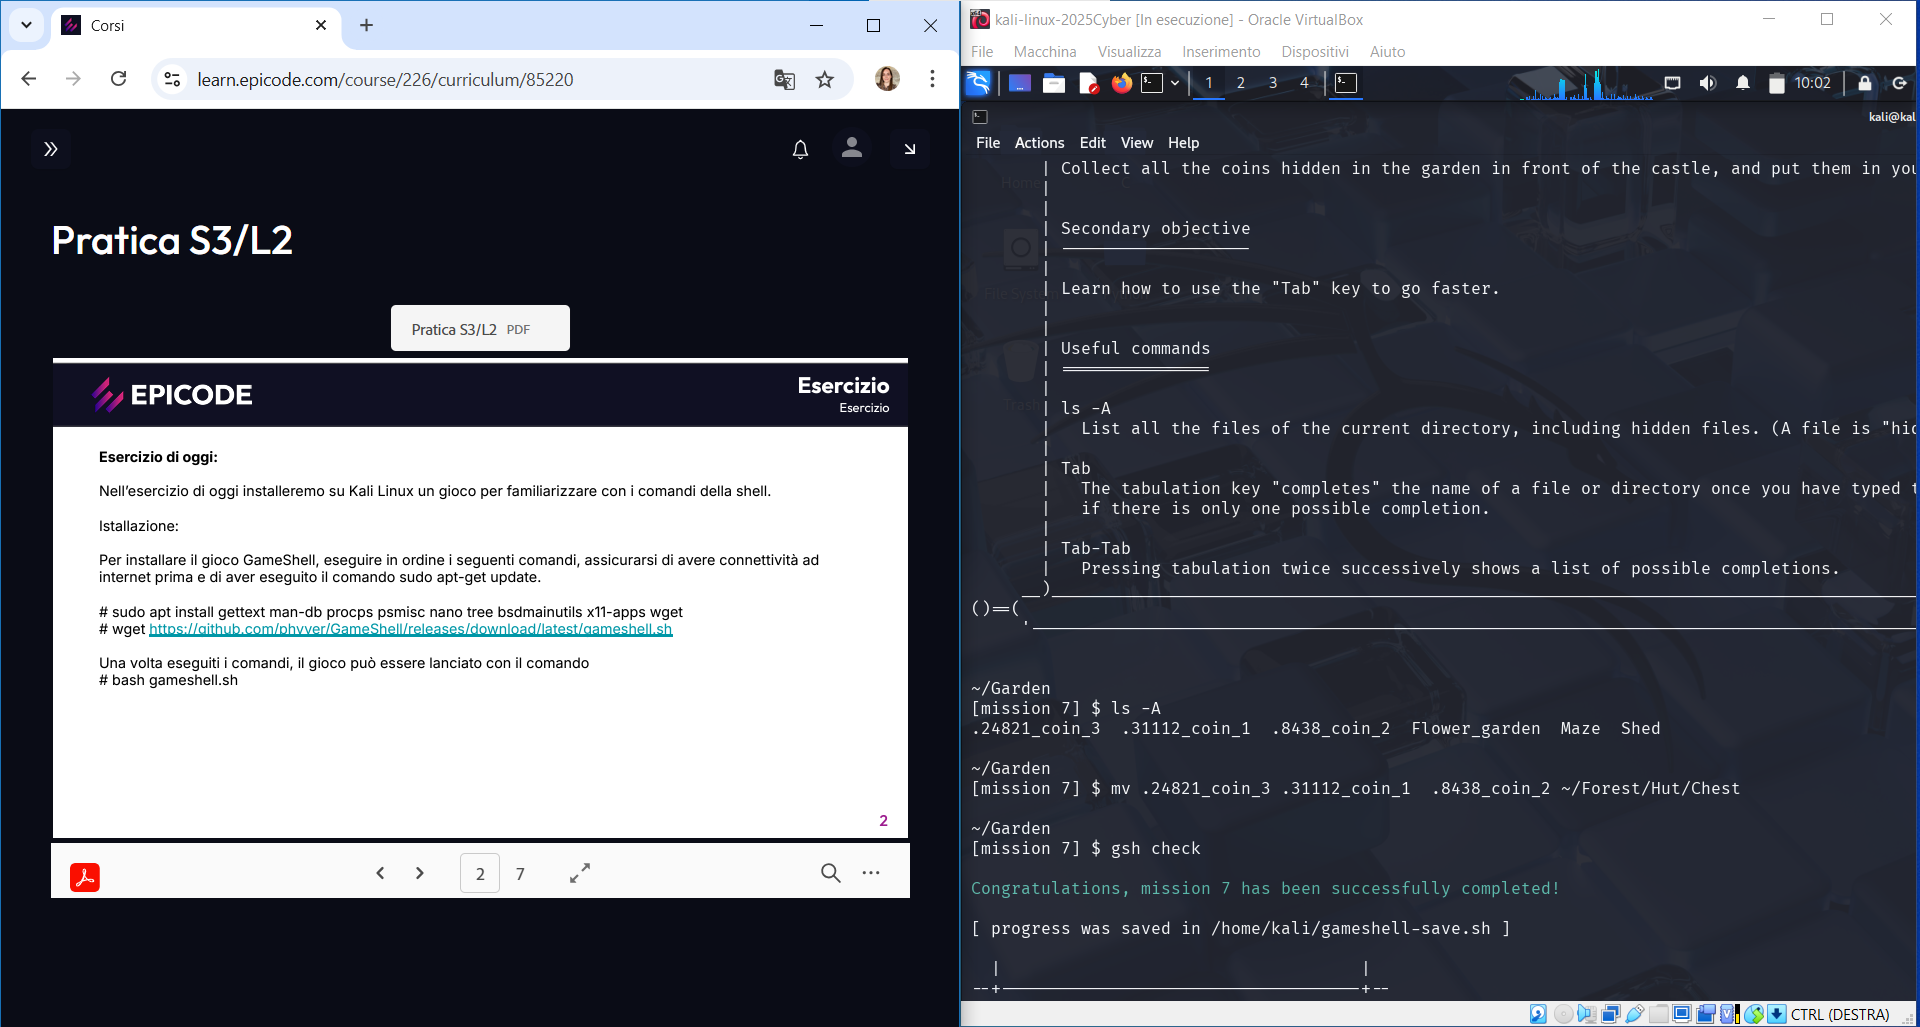 Corsi
learn.epicode.com/course/226/curriculum/85220
Pratica S3/L2
Pratica S3/L2 PDF
EPICODE
Esercizio
Esercizio
Esercizio di oggi:
Nell'esercizio di oggi installeremo su Kali Linux un gioco per familiarizzare con i comandi della shell.
Istallazione:
Per installare il gioco GameShell, eseguire in ordine i seguenti comandi, assicurarsi di avere connettività ad
internet prima e di aver eseguito il comando sudo apt-get update.
# sudo apt install gettext man-db procps psmisc nano tree bsdmainutils x11-apps wget
# wget https://github.com/phyver/GameShell/releases/download/latest/gameshell.sh
Una volta eseguiti i comandi, il gioco può essere lanciato con il comando
# bash gameshell.sh
2
2 7
kali-linux-2025Cyber [In esecuzione] - Oracle VirtualBox
File Macchina Visualizza Inserimento Dispositivi Aiuto
1 2 3 4 10:02
kali@kal
File Actions Edit View Help
| Collect all the coins hidden in the garden in front of the castle, and put them in you
|
|
| Secondary objective
|
| Learn how to use the "Tab" key to go faster.
|
|
| Useful commands
| ═══════════════
|
| ls -A
| List all the files of the current directory, including hidden files. (A file is "hid
|
| Tab
| The tabulation key "completes" the name of a file or directory once you have typed t
| if there is only one possible completion.
|
| Tab-Tab
| Pressing tabulation twice successively shows a list of possible completions.
~/Garden
[mission 7] $ ls -A
.24821_coin_3 .31112_coin_1 .8438_coin_2 Flower_garden Maze Shed
~/Garden
[mission 7] $ mv .24821_coin_3 .31112_coin_1 .8438_coin_2 ~/Forest/Hut/Chest
~/Garden
[mission 7] $ gsh check
Congratulations, mission 7 has been successfully completed!
[ progress was saved in /home/kali/gameshell-save.sh ]
CTRL (DESTRA)